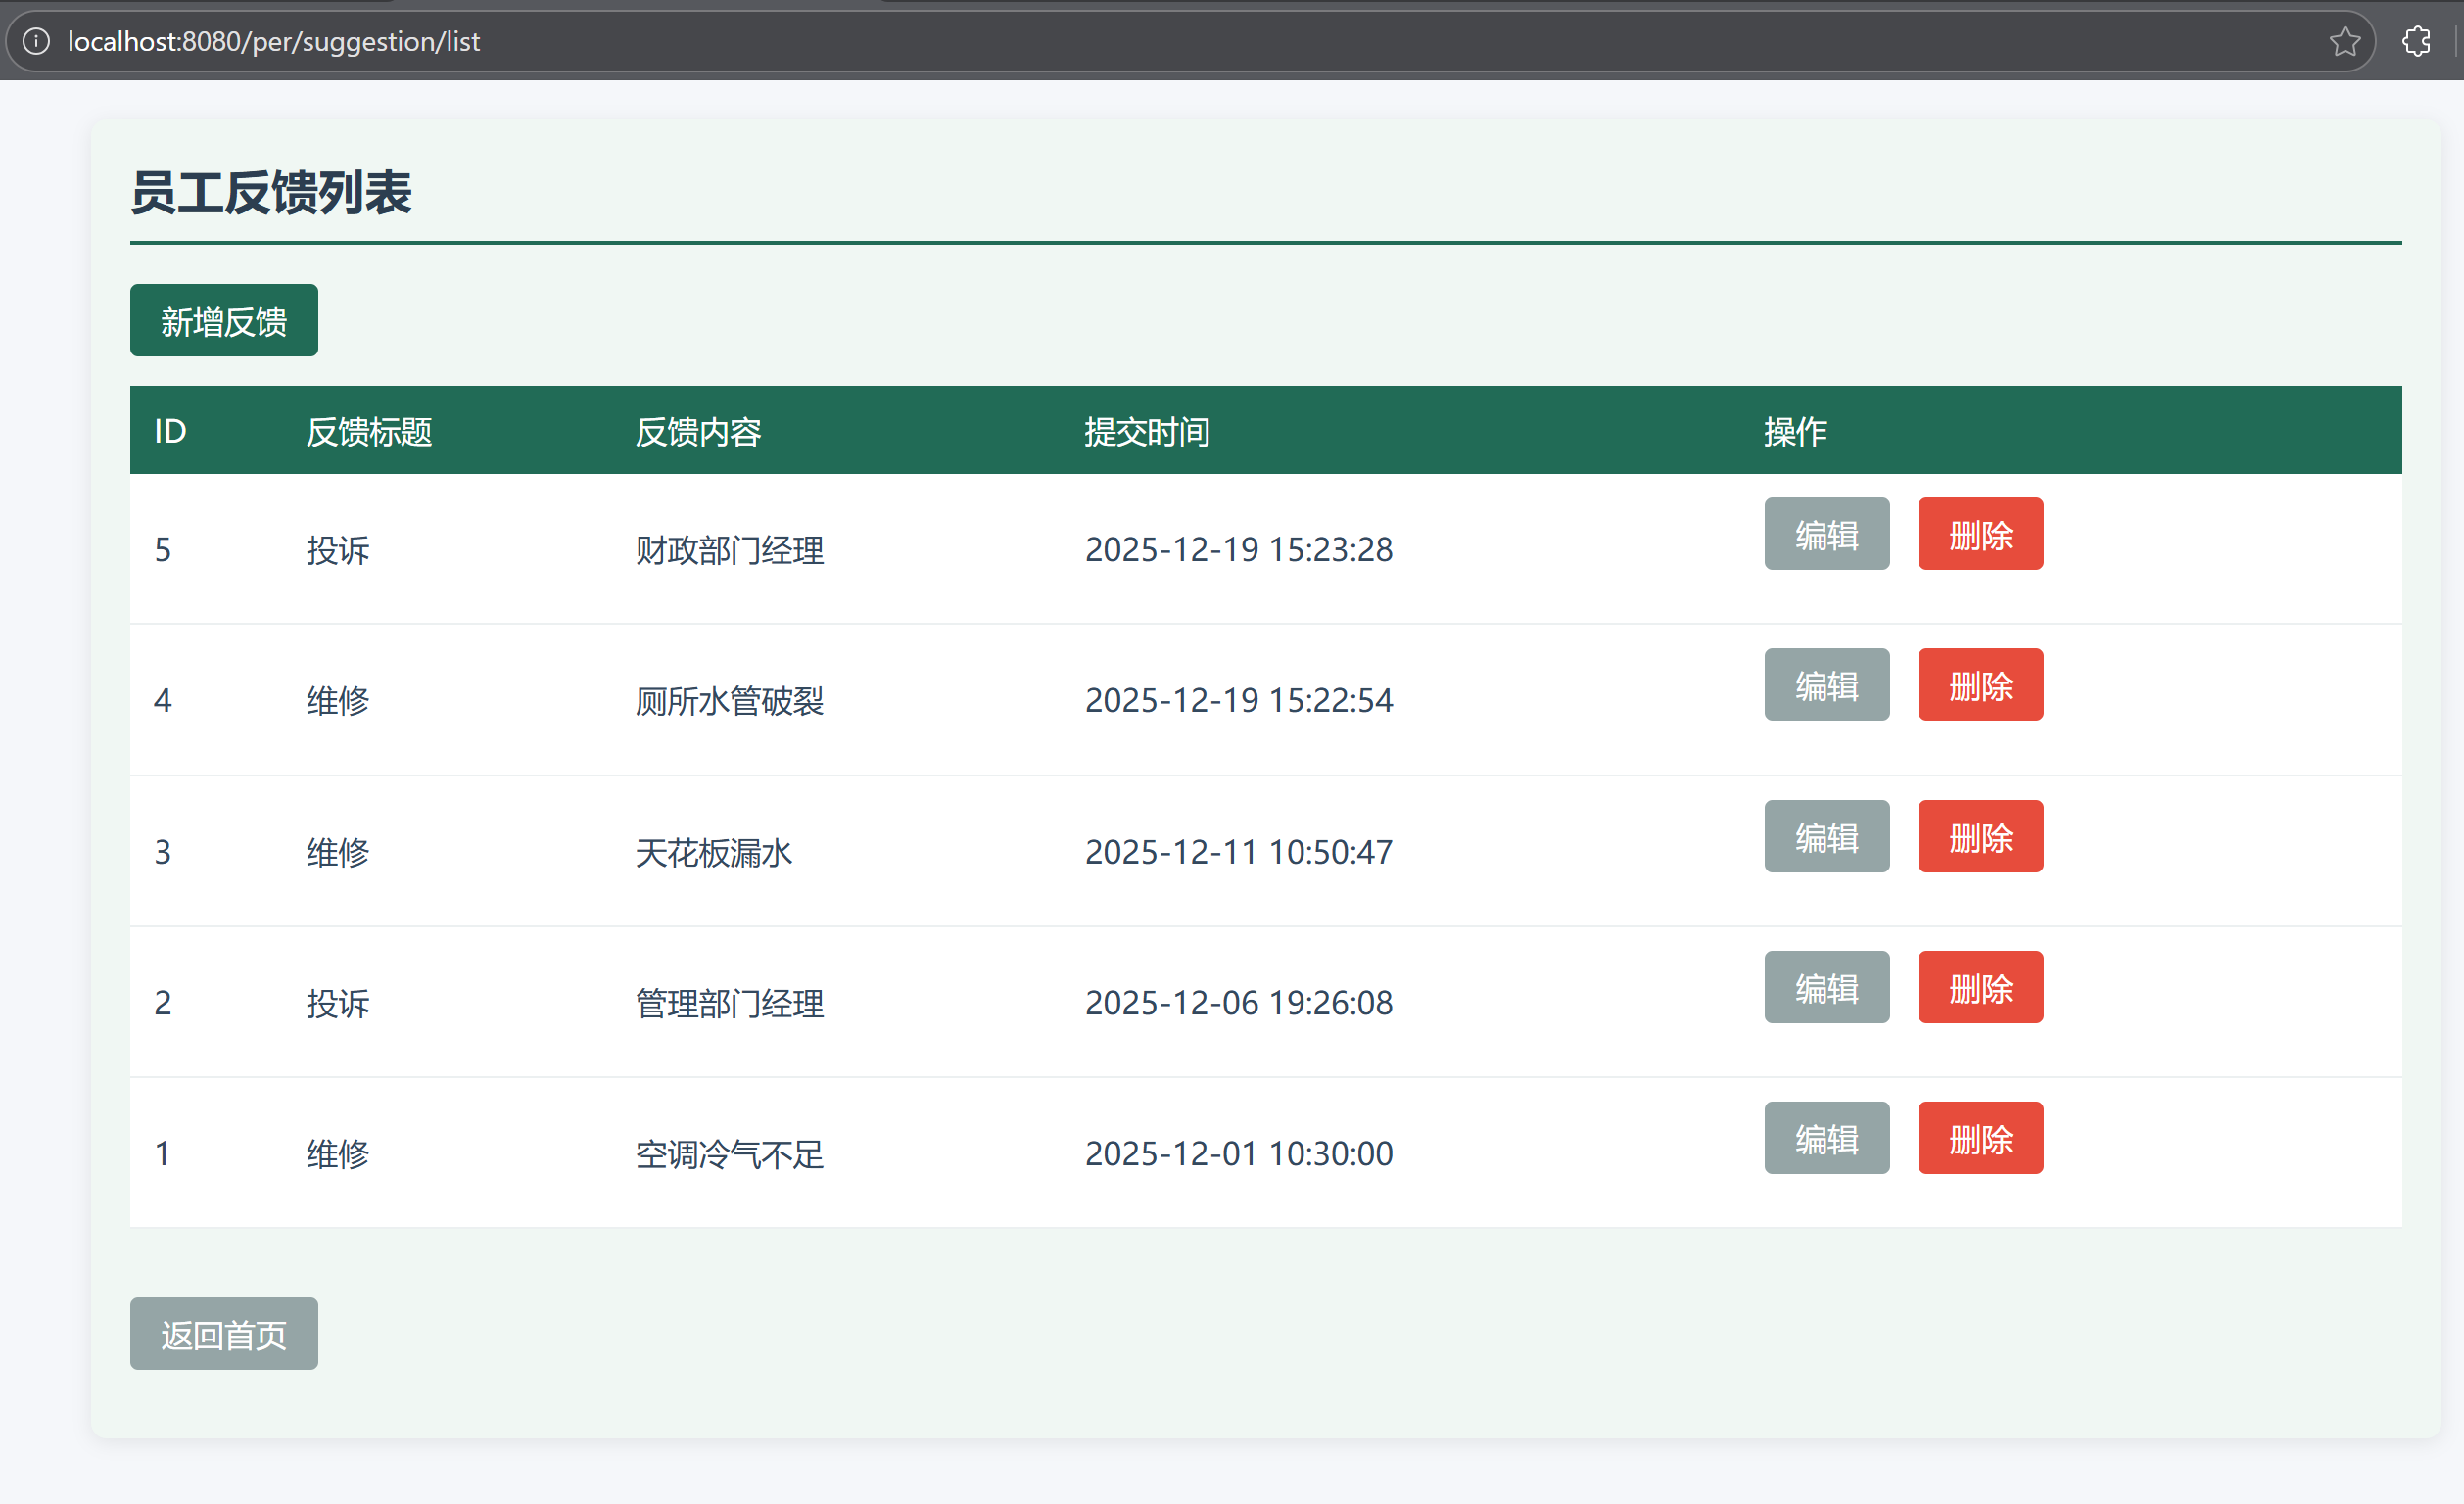 localhost:8080/per/suggestion/list
员工反馈列表
新增反馈
ID 反馈标题 反馈内容 提交时间 操作
5 投诉 财政部门经理 2025-12-19 15:23:28 编辑 删除
4 维修 厕所水管破裂 2025-12-19 15:22:54 编辑 删除
3 维修 天花板漏水 2025-12-11 10:50:47 编辑 删除
2 投诉 管理部门经理 2025-12-06 19:26:08 编辑 删除
1 维修 空调冷气不足 2025-12-01 10:30:00 编辑 删除
返回首页